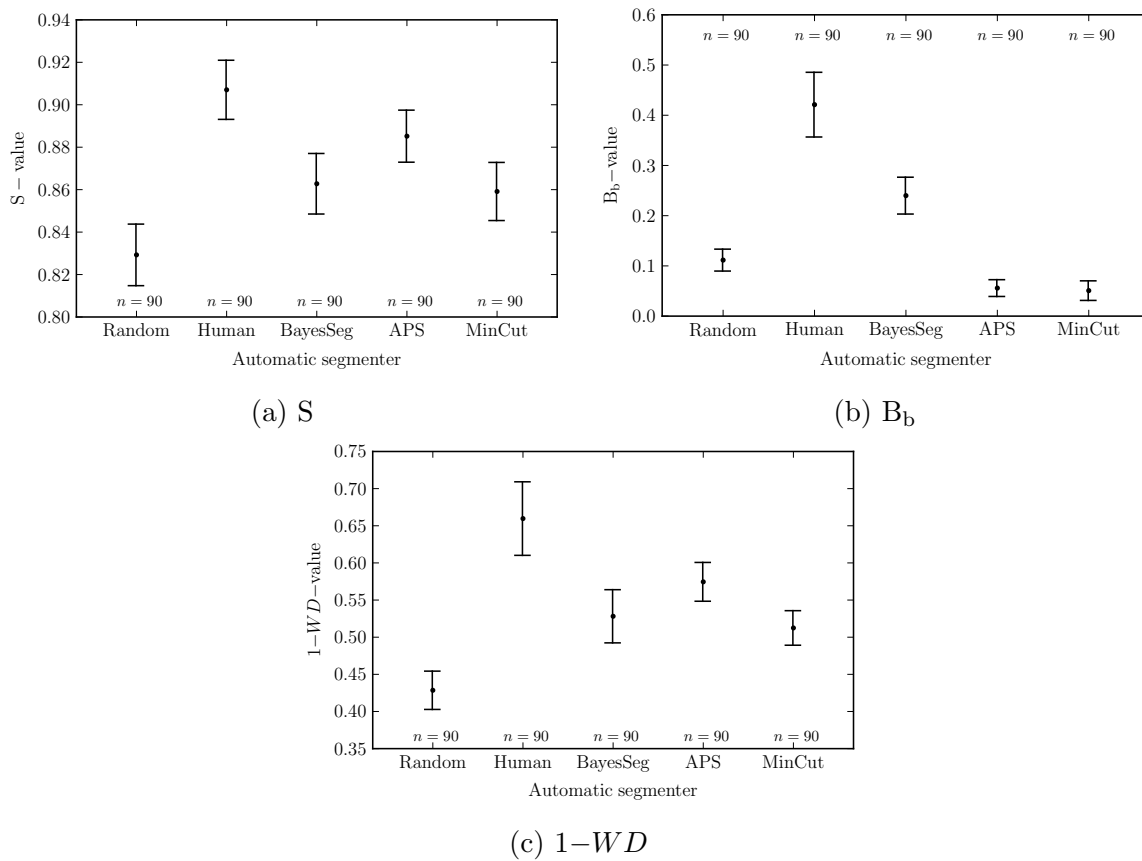 0.94
0.92
0.90
0.88
0.86
0.84
0.82
0.80
S − value
n = 90 n = 90 n = 90 n = 90 n = 90
Random Human BayesSeg APS MinCut
Automatic segmenter
(a) S
0.6
0.5
0.4
0.3
0.2
0.1
0.0
B_b−value
n = 90 n = 90 n = 90 n = 90 n = 90
Random Human BayesSeg APS MinCut
Automatic segmenter
(b) B_b
0.75
0.70
0.65
0.60
0.55
0.50
0.45
0.40
0.35
1−WD−value
n = 90 n = 90 n = 90 n = 90 n = 90
Random Human BayesSeg APS MinCut
Automatic segmenter
(c) 1−WD